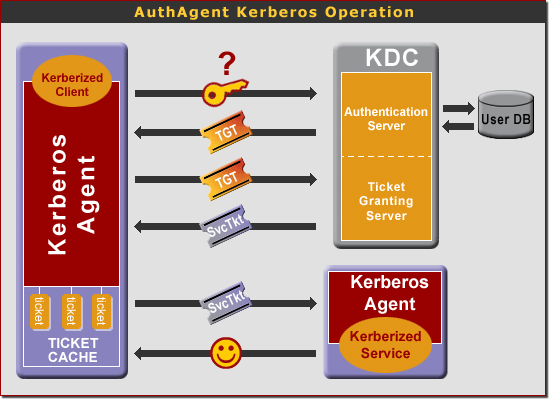 AuthAgent Kerberos Operation
Kerberized
Client
Kerberos
Agent
ticket
ticket
ticket
TICKET
CACHE
?
TGT
TGT
SvcTkt
SvcTkt
KDC
Authentication
Server
Ticket
Granting
Server
User DB
Kerberos
Agent
Kerberized
Service